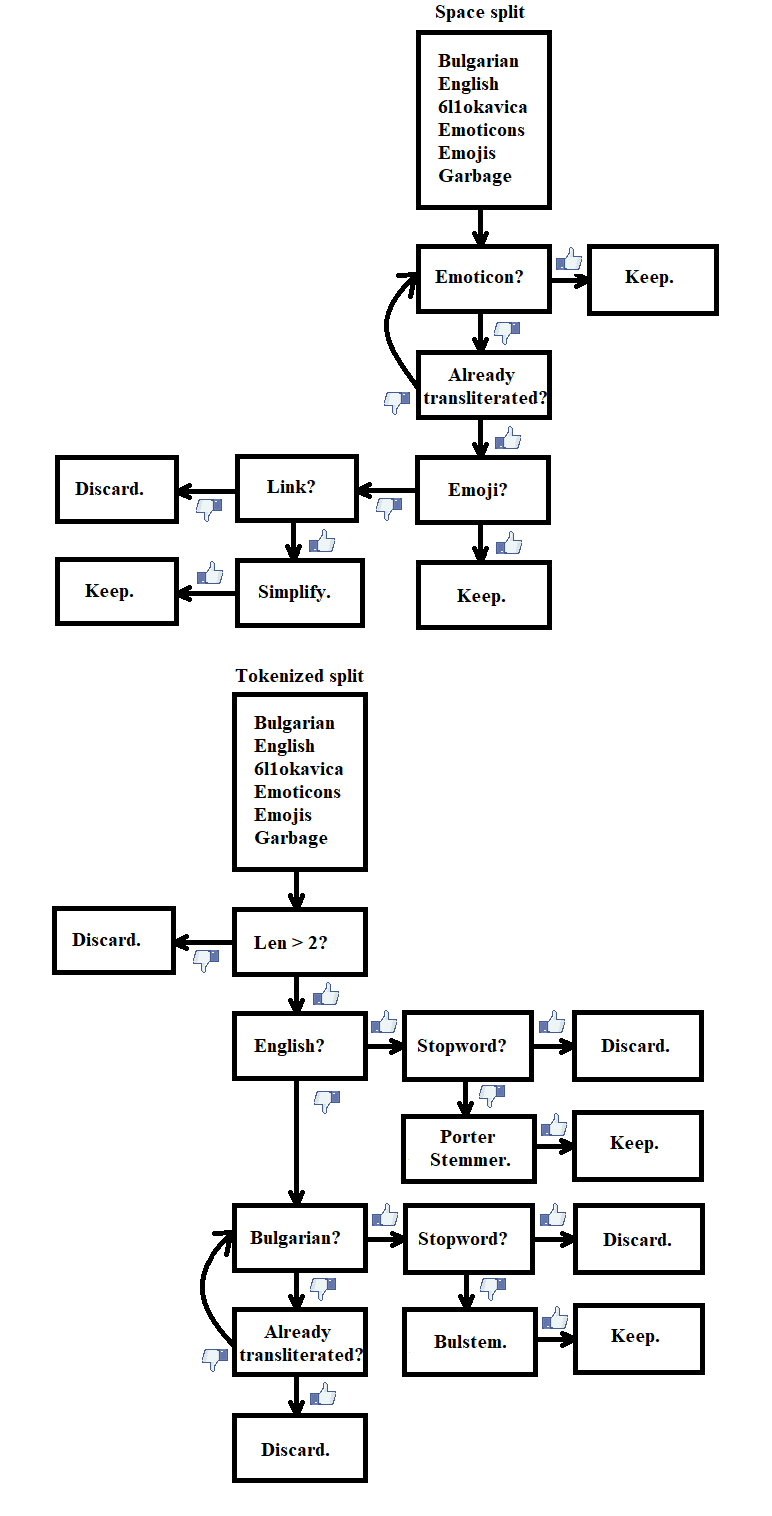 Space split
Bulgarian
English
6l1okavica
Emoticons
Emojis
Garbage
Emoticon?
Keep.
Already
transliterated?
Emoji?
Link?
Discard.
Keep.
Simplify.
Keep.
Tokenized split
Bulgarian
English
6l1okavica
Emoticons
Emojis
Garbage
Len > 2?
Discard.
English?
Stopword?
Discard.
Porter
Stemmer.
Keep.
Bulgarian?
Stopword?
Discard.
Already
transliterated?
Bulstem.
Keep.
Discard.